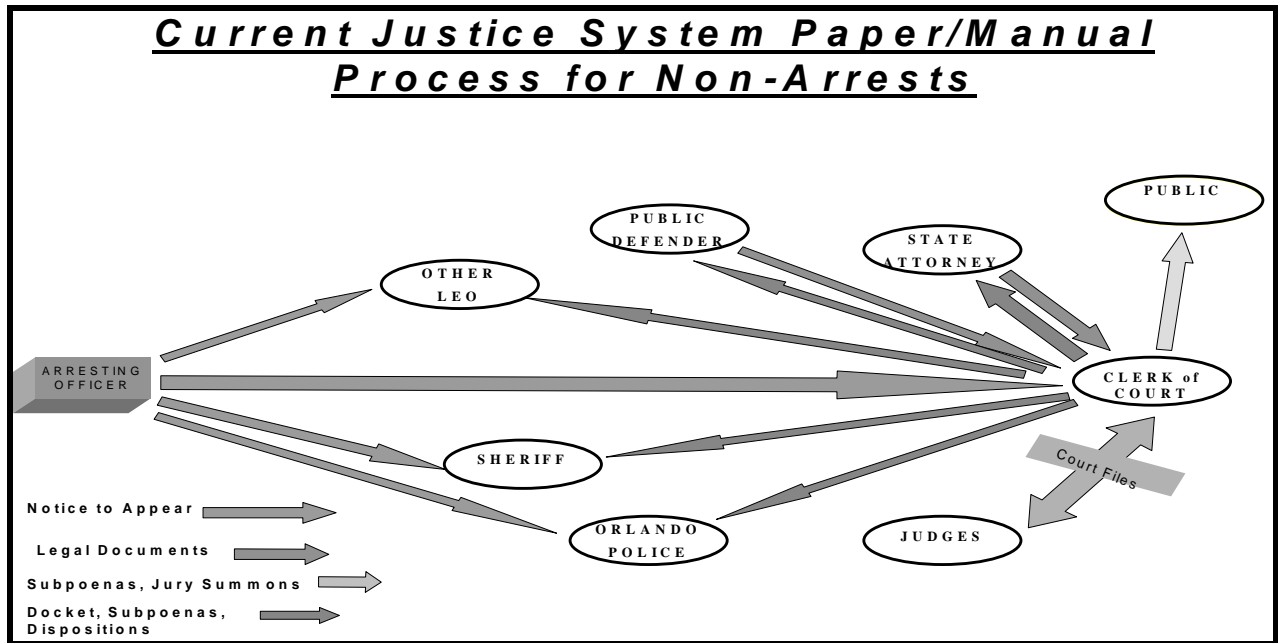 Current Justice System Paper/Manual
Process for Non-Arrests
PUBLIC
PUBLIC
DEFENDER
STATE
ATTORNEY
OTHER
LEO
ARRESTING
OFFICER
CLERK of
COURT
SHERIFF
Court Files
Notice to Appear
ORLANDO
POLICE
JUDGES
Legal Documents
Subpoenas, Jury Summons
Docket, Subpoenas,
Dispositions